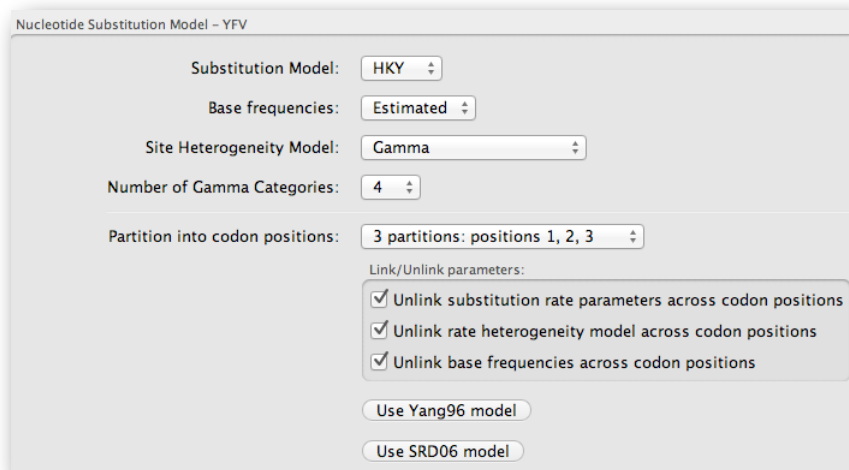 Nucleotide Substitution Model – YFV
Substitution Model: HKY
Base frequencies: Estimated
Site Heterogeneity Model: Gamma
Number of Gamma Categories: 4
Partition into codon positions: 3 partitions: positions 1, 2, 3
Link/Unlink parameters:
Unlink substitution rate parameters across codon positions
Unlink rate heterogeneity model across codon positions
Unlink base frequencies across codon positions
Use Yang96 model
Use SRD06 model